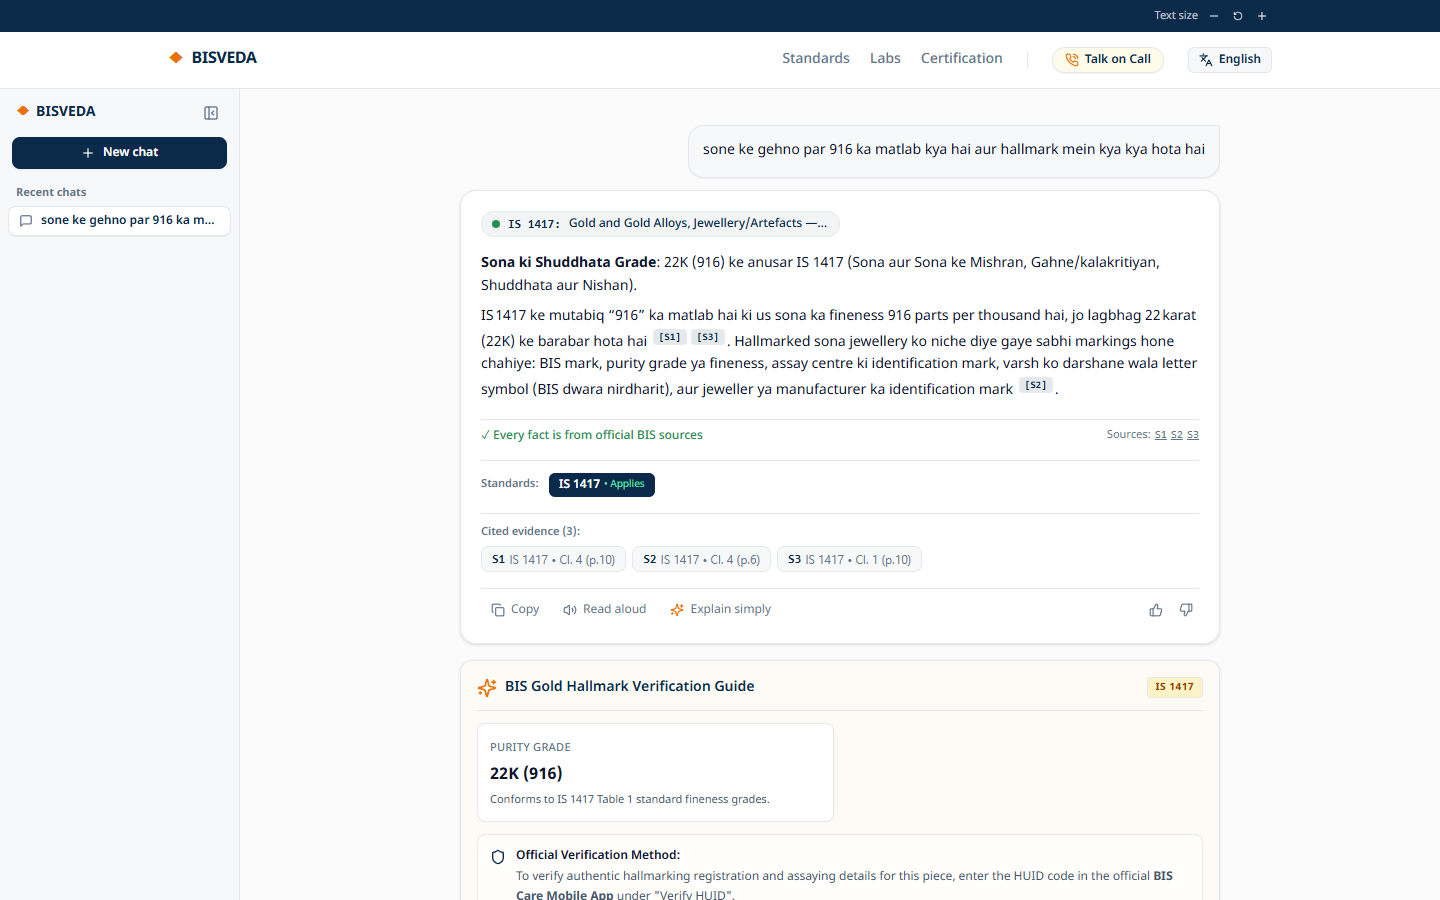 Text size
BISVEDA
Standards Labs Certification Talk on Call English
BISVEDA
New chat
Recent chats
sone ke gehno par 916 ka m...
sone ke gehno par 916 ka matlab kya hai aur hallmark mein kya kya hota hai
IS 1417: Gold and Gold Alloys, Jewellery/Artefacts —...
Sona ki Shuddhata Grade: 22K (916) ke anusar IS 1417 (Sona aur Sona ke Mishran, Gahne/kalakritiyan,
Shuddhata aur Nishan).
IS 1417 ke mutabiq “916” ka matlab hai ki us sona ka fineness 916 parts per thousand hai, jo lagbhag 22 karat
(22K) ke barabar hota hai [S1] [S3] . Hallmarked sona jewellery ko niche diye gaye sabhi markings hone
chahiye: BIS mark, purity grade ya fineness, assay centre ki identification mark, varsh ko darshane wala letter
symbol (BIS dwara nirdharit), aur jeweller ya manufacturer ka identification mark [S2] .
✓ Every fact is from official BIS sources
Sources: S1 S2 S3
Standards: IS 1417 • Applies
Cited evidence (3):
S1 IS 1417 • Cl. 4 (p.10) S2 IS 1417 • Cl. 4 (p.6) S3 IS 1417 • Cl. 1 (p.10)
Copy Read aloud Explain simply
BIS Gold Hallmark Verification Guide
IS 1417
PURITY GRADE
22K (916)
Conforms to IS 1417 Table 1 standard fineness grades.
Official Verification Method:
To verify authentic hallmarking registration and assaying details for this piece, enter the HUID code in the official BIS
Care Mobile App under "Verify HUID".